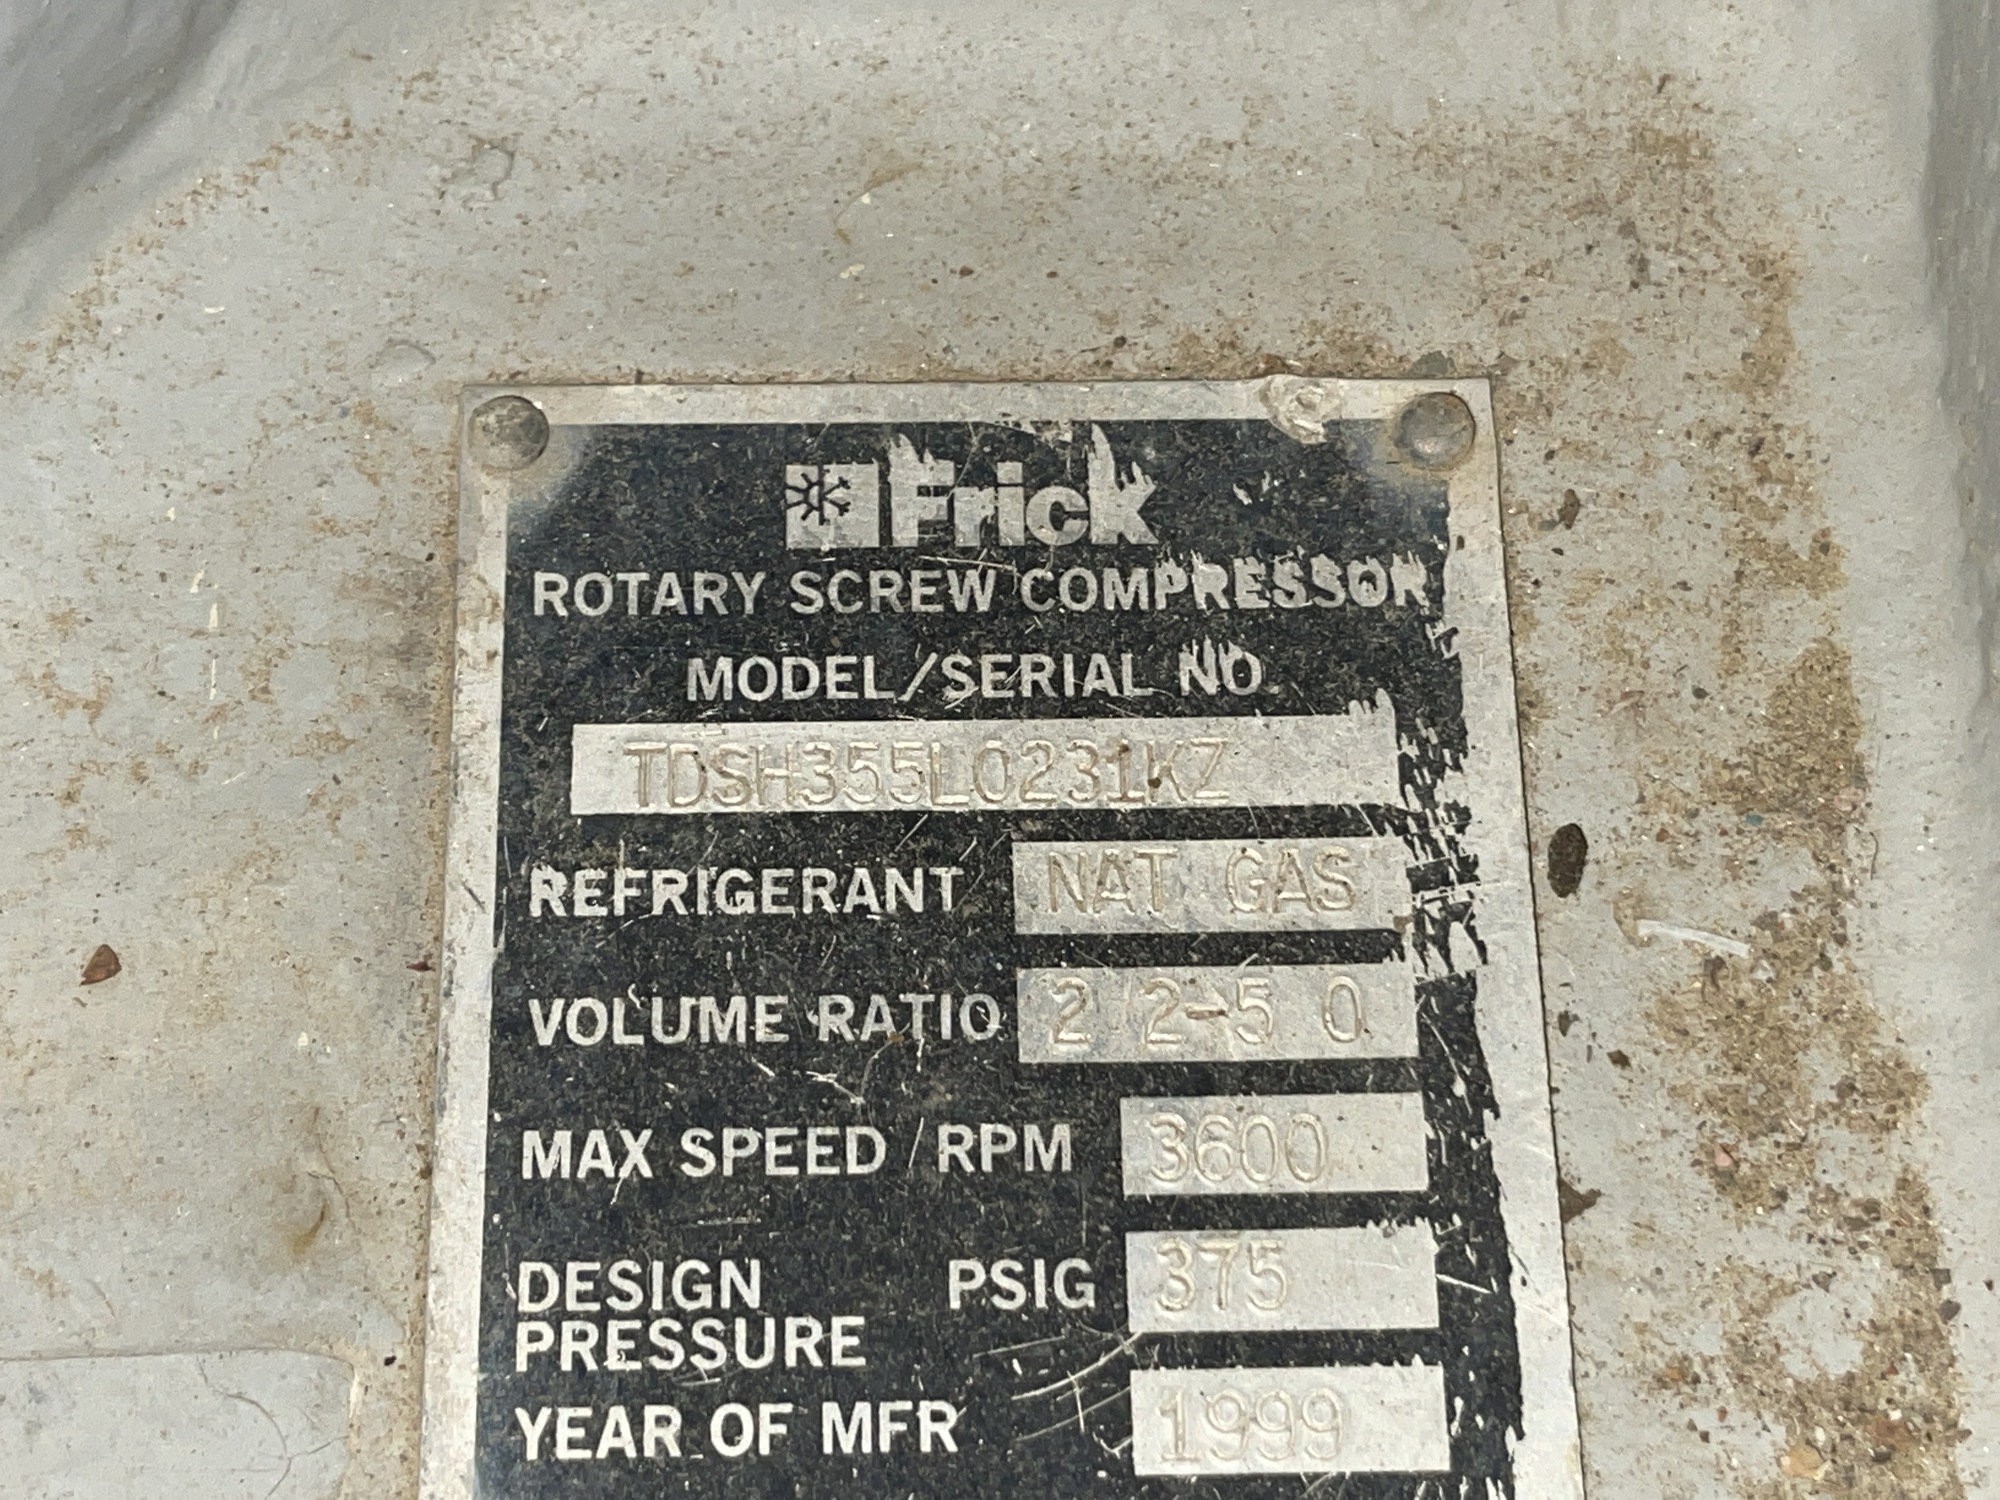 Frick
ROTARY SCREW COMPRESSOR
MODEL/SERIAL NO.
TDSH355L0231KZ
REFRIGERANT NAT GAS
VOLUME RATIO 2 2-5 0
MAX SPEED / RPM 3600
DESIGN PRESSURE PSIG 375
YEAR OF MFR 1999